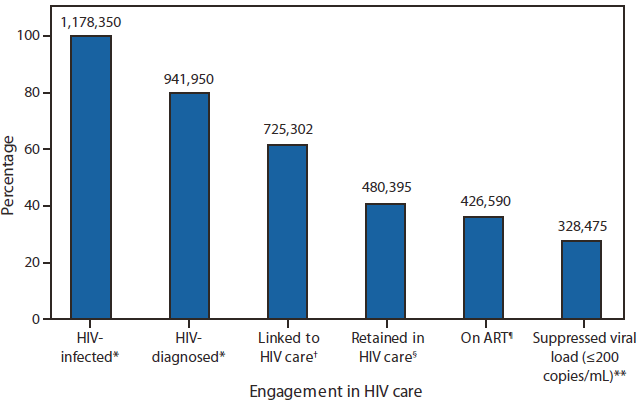 1,178,350
100
941,950
80
725,302
60
480,395
426,590
40
328,475
20
0
Percentage
HIV-
infected*
HIV-
diagnosed*
Linked to
HIV care†
Retained in
HIV care§
On ART¶
Suppressed viral
load (≤200
copies/mL)**
Engagement in HIV care